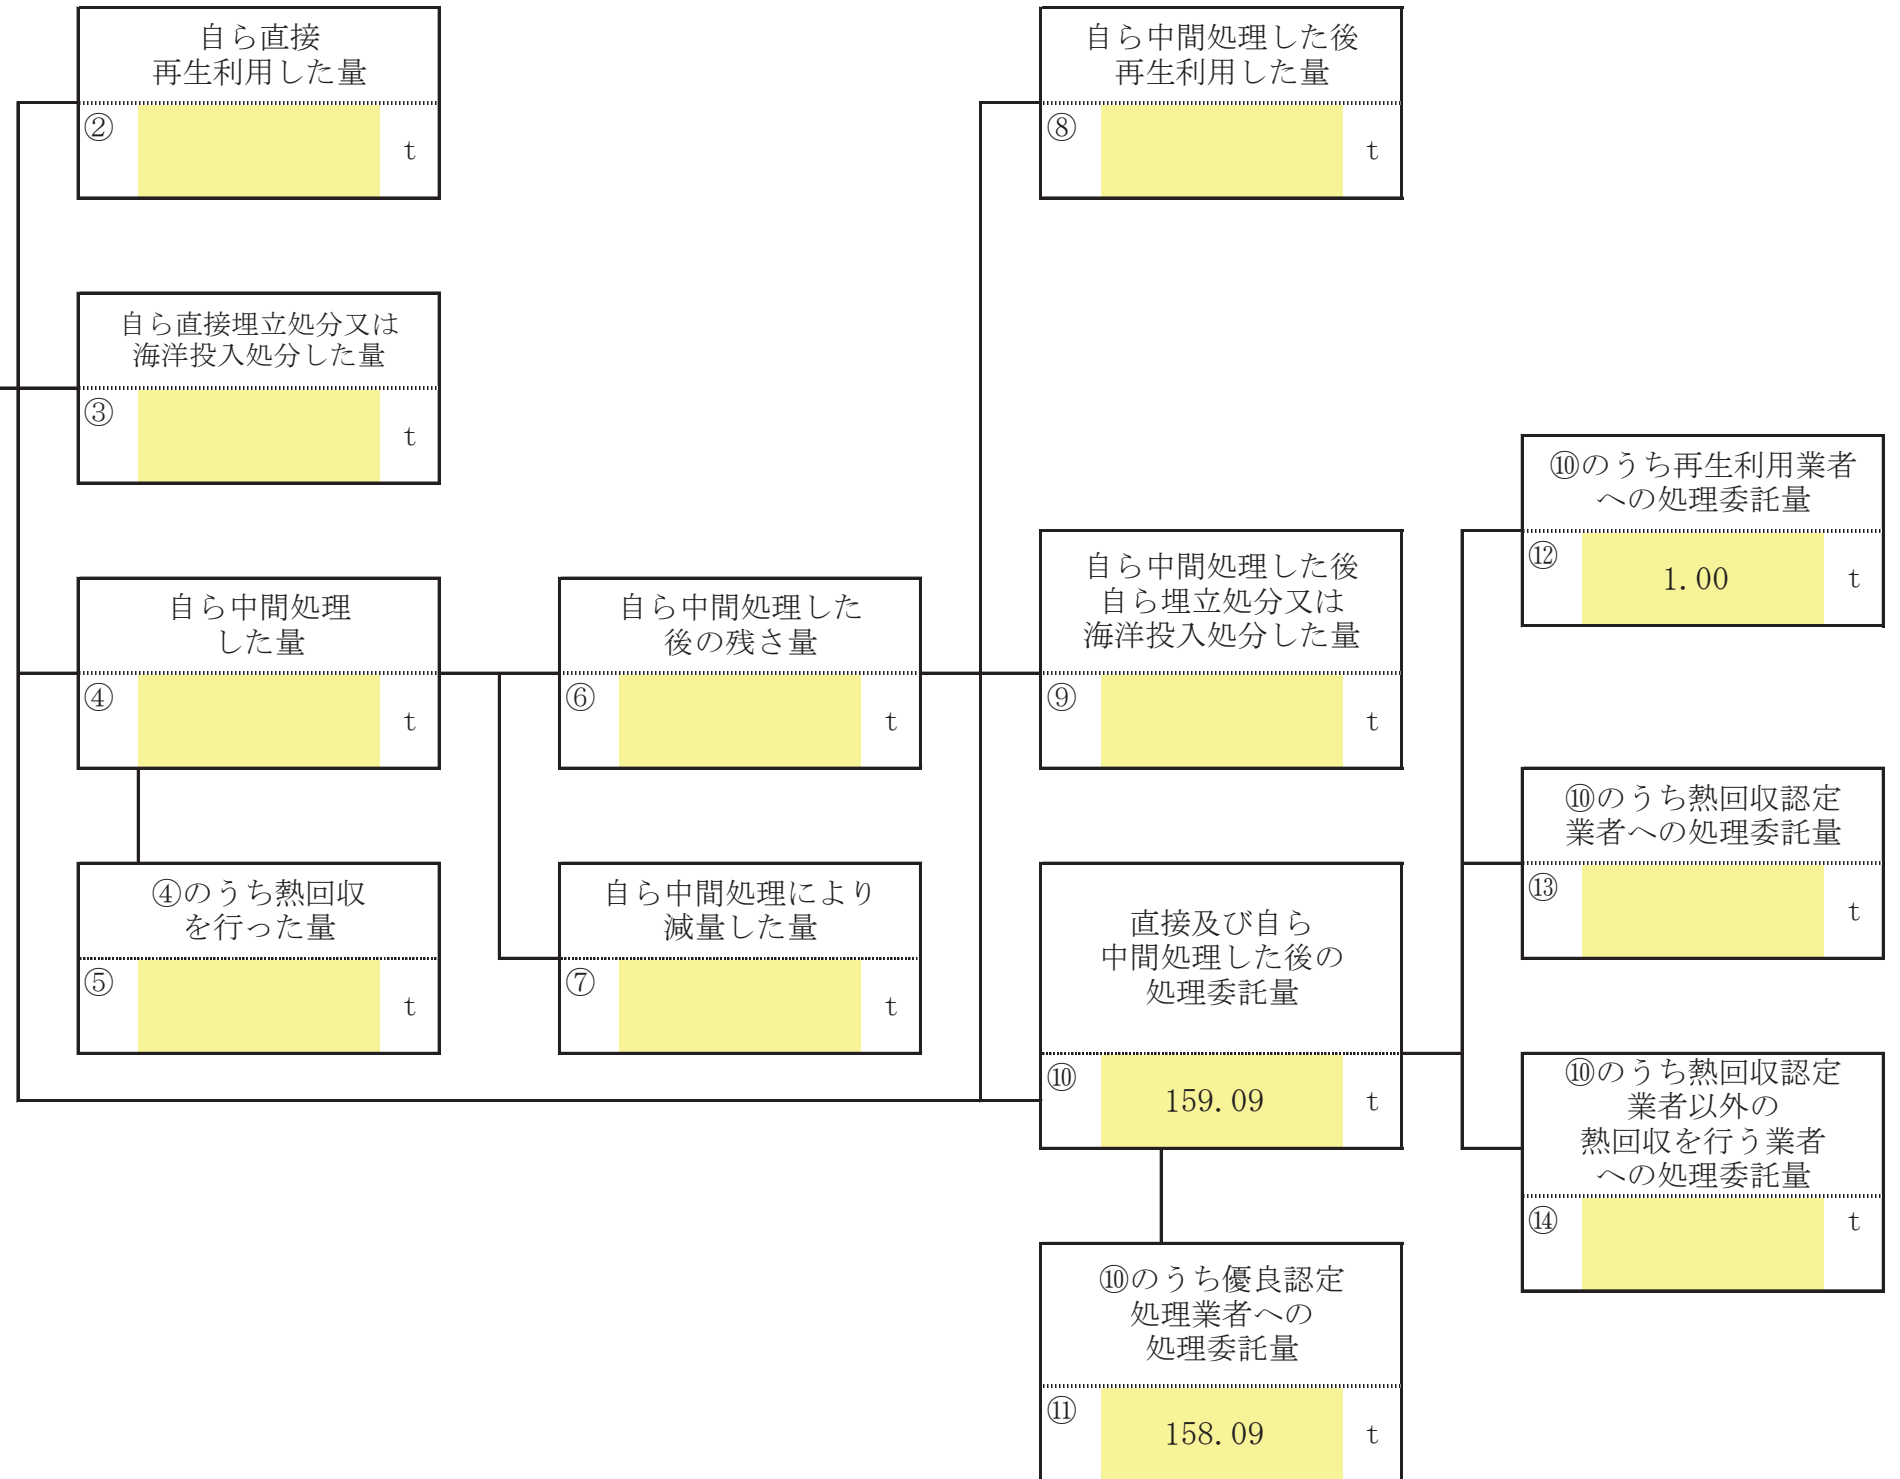 自ら直接
再生利用した量
②
t
自ら中間処理した後
再生利用した量
⑧
t
自ら直接埋立処分又は
海洋投入処分した量
③
t
⑩のうち再生利用業者
への処理委託量
⑫
1.00
t
自ら中間処理
した量
④
t
自ら中間処理した
後の残さ量
⑥
t
自ら中間処理した後
自ら埋立処分又は
海洋投入処分した量
⑨
t
⑩のうち熱回収認定
業者への処理委託量
⑬
t
④のうち熱回収
を行った量
⑤
t
自ら中間処理により
減量した量
⑦
t
直接及び自ら
中間処理した後の
処理委託量
⑩
159.09
t
⑩のうち熱回収認定
業者以外の
熱回収を行う業者
への処理委託量
⑭
t
⑩のうち優良認定
処理業者への
処理委託量
⑪
158.09
t